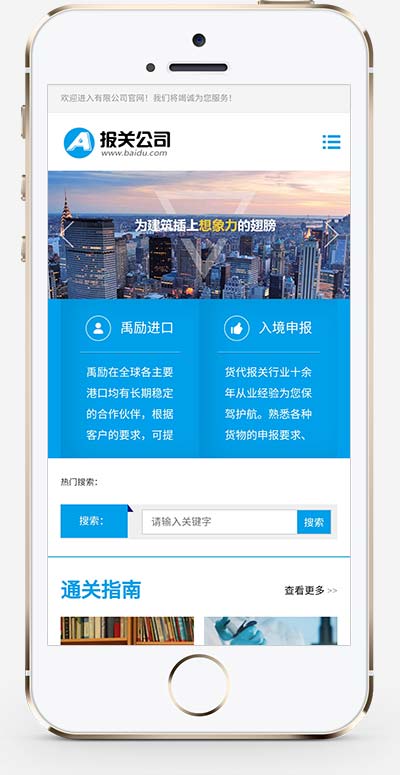 欢迎进入有限公司官网！我们将竭诚为您服务！
报关公司
www.baidu.com
为建筑插上想象力的翅膀
禹励进口
禹励在全球各主要
港口均有长期稳定
的合作伙伴，根据
客户的要求，可提
入境申报
货代报关行业十余
年从业经验为您保
驾护航。熟悉各种
货物的申报要求、
热门搜索：
搜索：
请输入关键字
搜索
通关指南
查看更多 >>